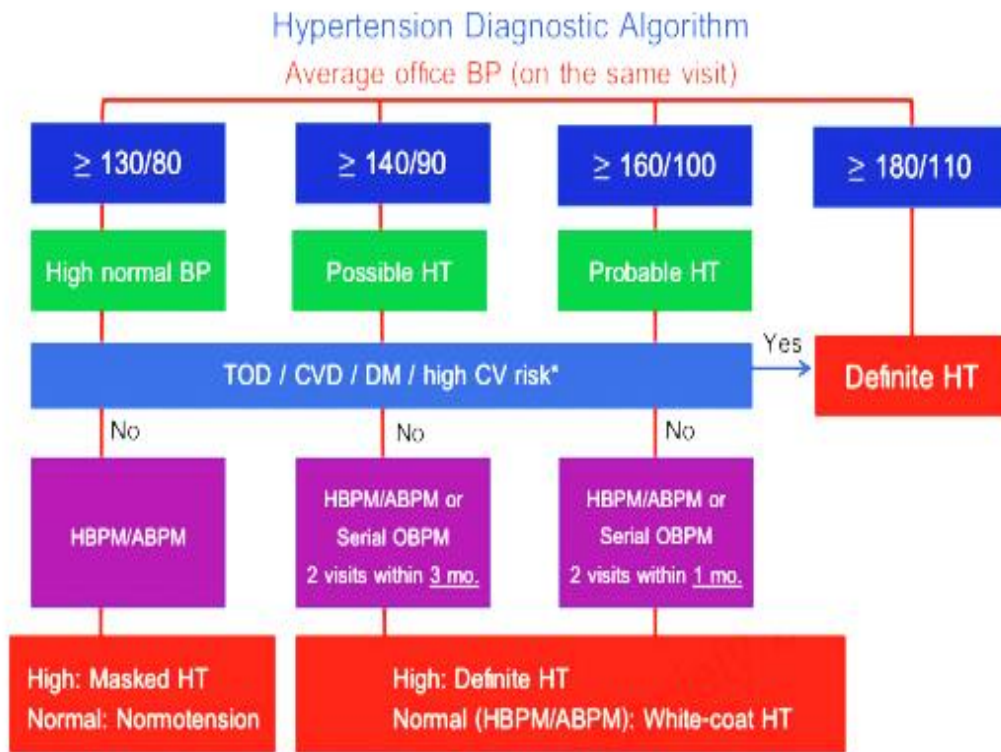 Hypertension Diagnostic Algorithm
Average office BP (on the same visit)
≥ 130/80
≥ 140/90
≥ 160/100
≥ 180/110
High normal BP
Possible HT
Probable HT
TOD / CVD / DM / high CV risk*
Yes
Definite HT
No
No
No
HBPM/ABPM
HBPM/ABPM or
Serial OBPM
2 visits within 3 mo.
HBPM/ABPM or
Serial OBPM
2 visits within 1 mo.
High: Masked HT
Normal: Normotension
High: Definite HT
Normal (HBPM/ABPM): White-coat HT